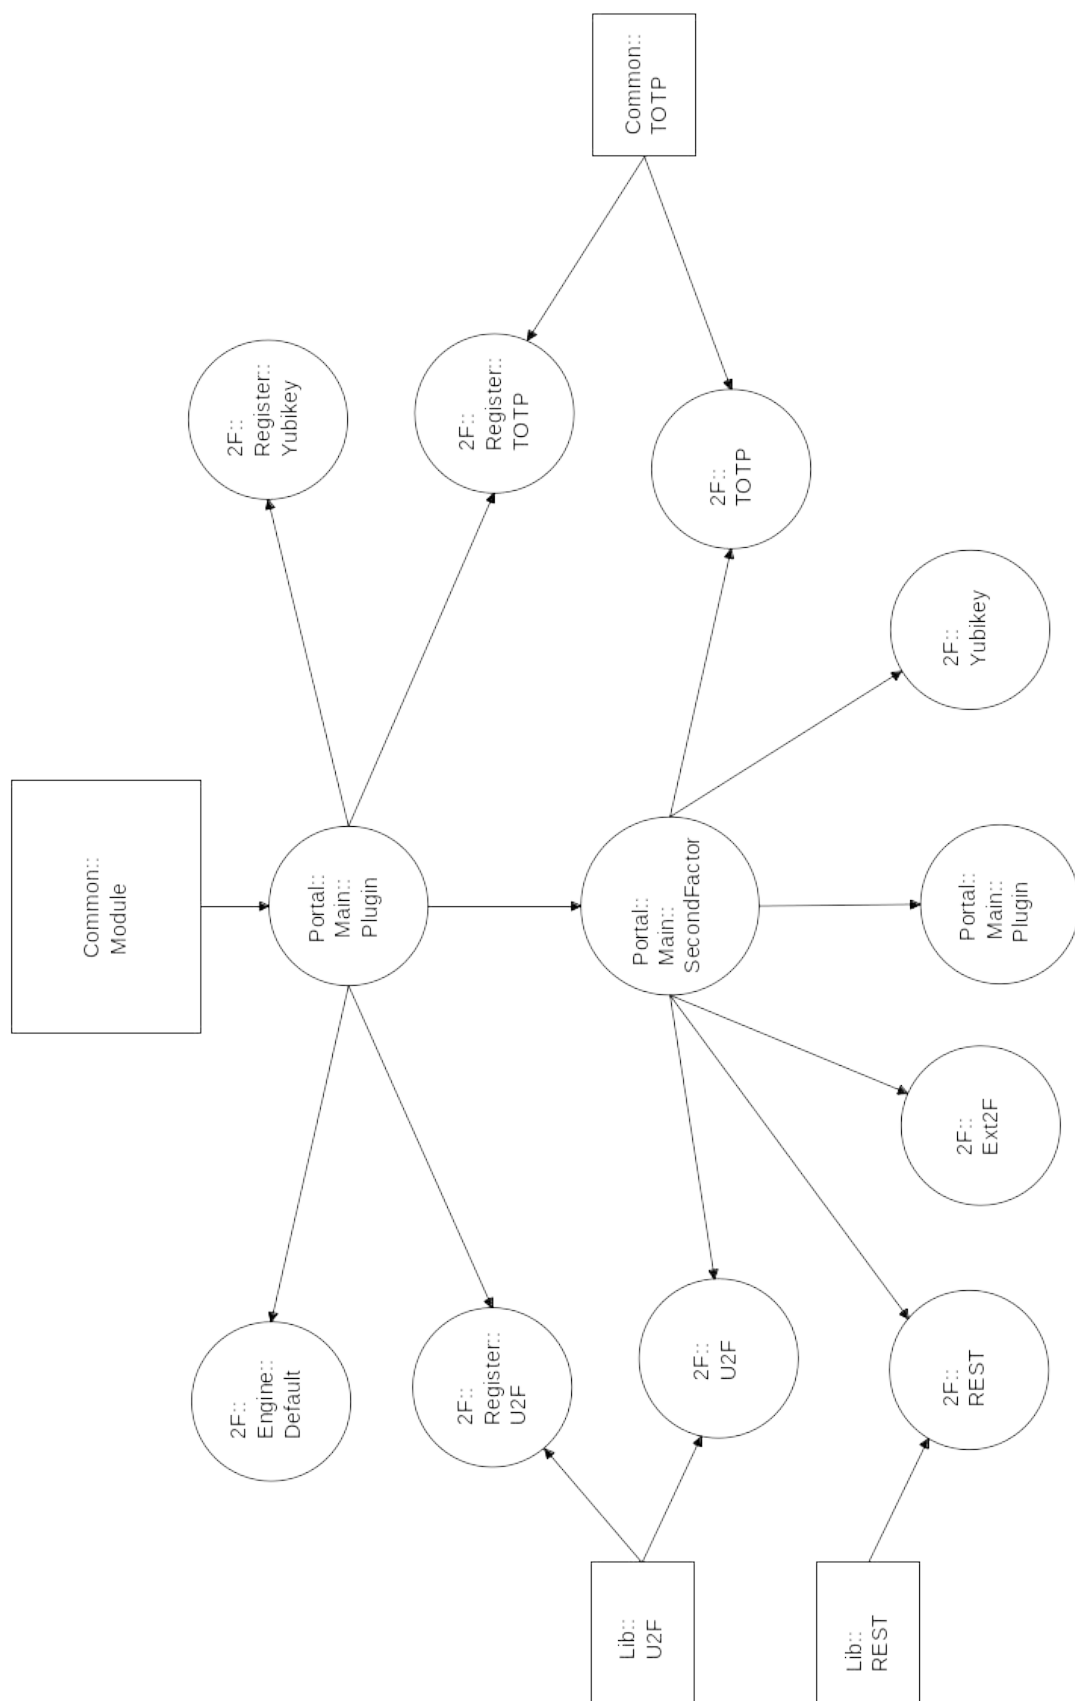 Common::
TOTP
2F::
Register::
Yubikey
2F::
Register::
TOTP
2F::
TOTP
2F::
Yubikey
Common::
Module
Portal::
Main::
Plugin
Portal::
Main::
SecondFactor
Portal::
Main::
Plugin
2F::
Ext2F
2F::
Engine::
Default
2F::
Register::
U2F
2F::
U2F
2F::
REST
Lib::
U2F
Lib::
REST